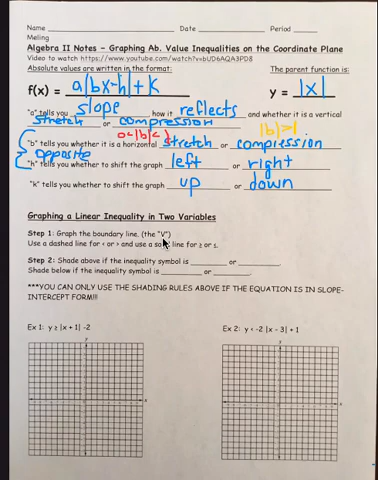 Name Date Period
Meling
Algebra II Notes – Graphing Ab. Value Inequalities on the Coordinate Plane
Video to watch https://youtube.com/watch?v=bUD6AQA3PD8
Absolute values are written in the format: The parent function is:
f(x) = a|bx-h|+k y = |x|
"a" tells you slope how it reflects and whether it is a vertical
stretch or compression
0<|b|<1 |b|>1
"b" tells you whether it is a horizontal stretch or compression
opposite
"h" tells you whether to shift the graph left or right
"k" tells you whether to shift the graph up or down
Graphing a Linear Inequality in Two Variables
Step 1: Graph the boundary line. (the "V")
Use a dashed line for < or > and use a solid line for ≥ or ≤.
Step 2: Shade above if the inequality symbol is or .
Shade below if the inequality symbol is or .
***YOU CAN ONLY USE THE SHADING RULES ABOVE IF THE EQUATION IS IN SLOPE-
INTERCEPT FORM!!!
Ex 1: y ≥ |x + 1| -2 Ex 2: y < -2 |x - 3| + 1